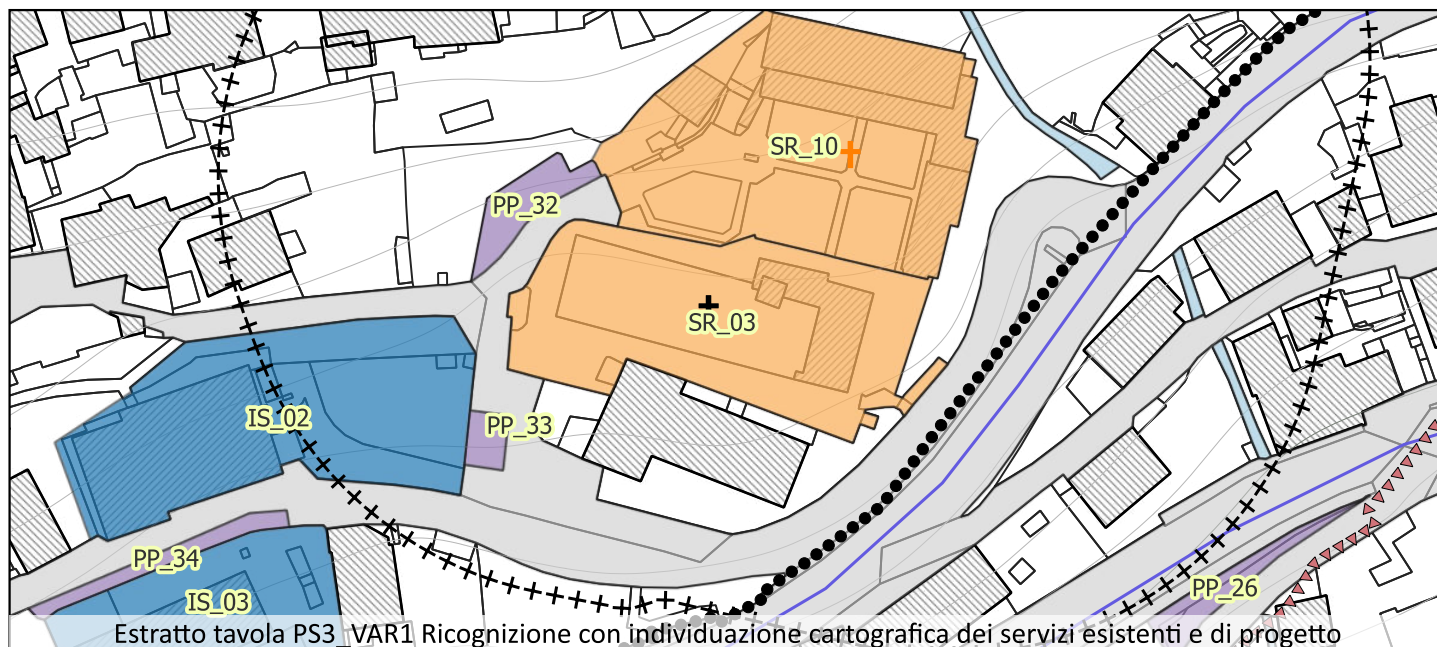 SR_10
PP_32
SR_03
IS_02
PP_33
PP_34
PP_26
IS_03
Estratto tavola PS3_VAR1 Ricognizione con individuazione cartografica dei servizi esistenti e di progetto